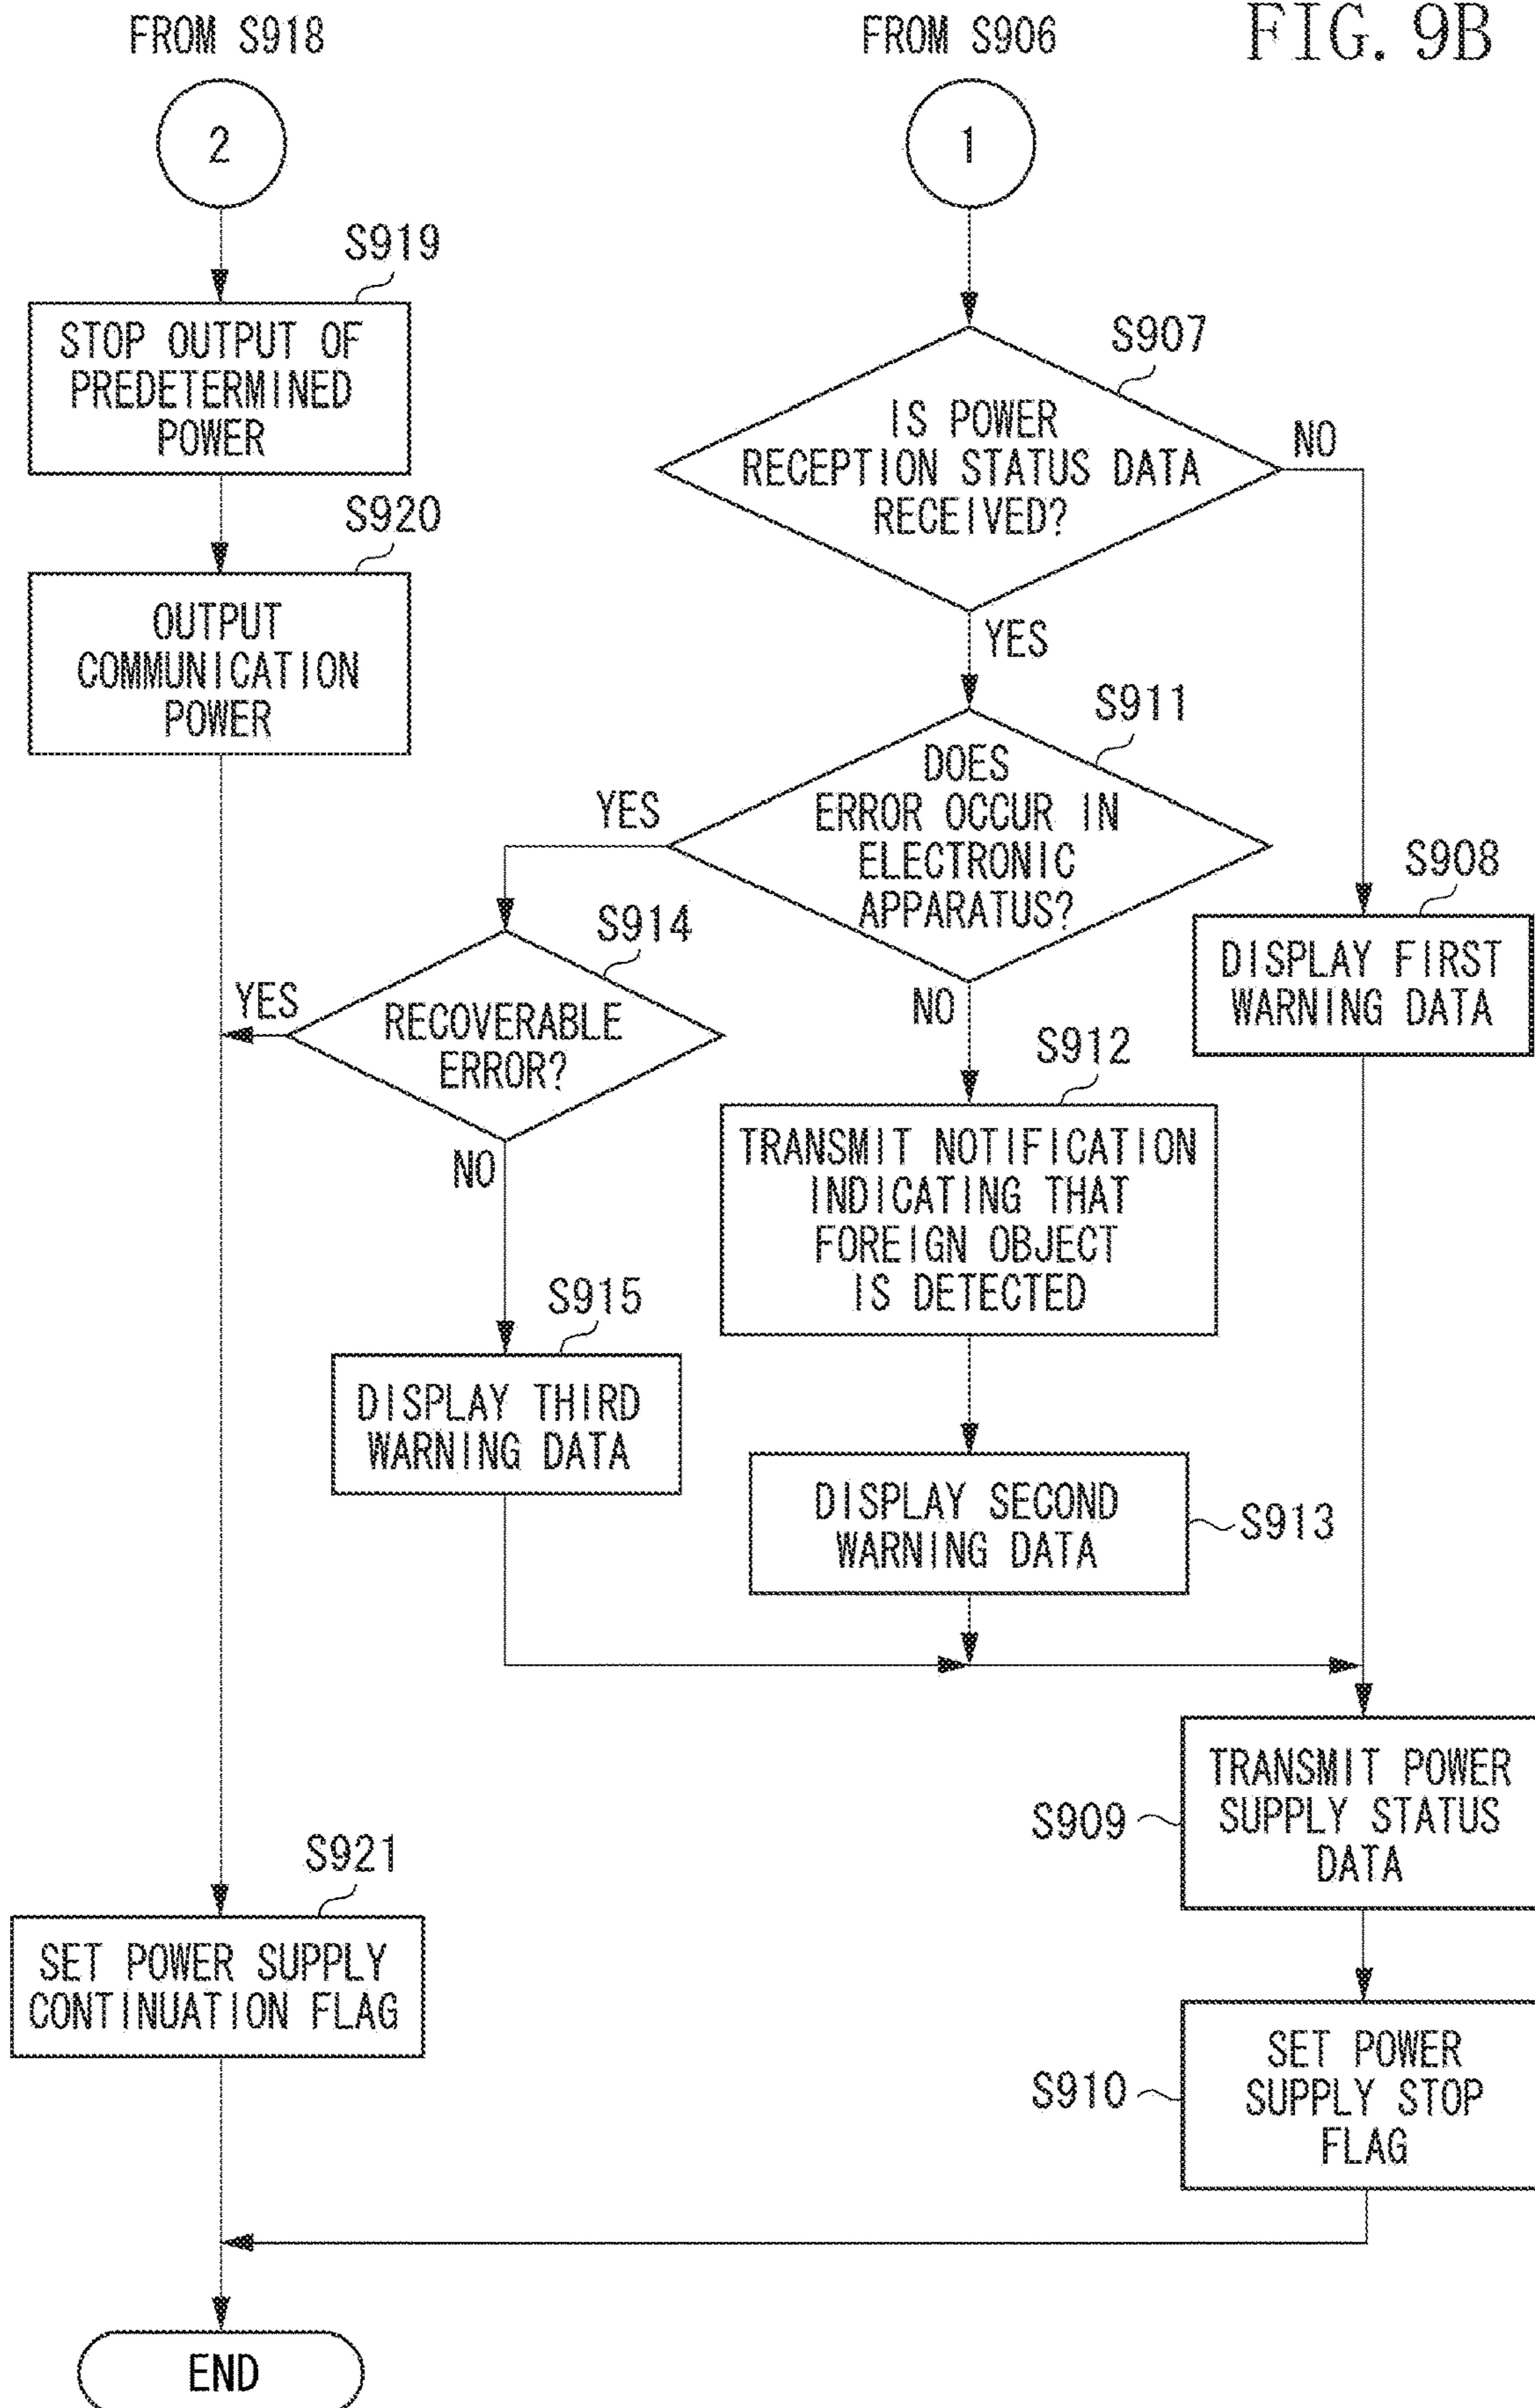 FIG. 9B
FROM S918
2
S919
STOP OUTPUT OF
PREDETERMINED
POWER
S920
OUTPUT
COMMUNICATION
POWER
FROM S906
1
S907
IS POWER
RECEPTION STATUS DATA
RECEIVED?
NO
YES
S911
DOES
ERROR OCCUR IN
ELECTRONIC
APPARATUS?
YES
NO
S908
DISPLAY FIRST
WARNING DATA
S914
RECOVERABLE
ERROR?
YES
NO
S912
TRANSMIT NOTIFICATION
INDICATING THAT
FOREIGN OBJECT
IS DETECTED
S915
DISPLAY THIRD
WARNING DATA
DISPLAY SECOND
WARNING DATA
S913
S909
TRANSMIT POWER
SUPPLY STATUS
DATA
S921
SET POWER SUPPLY
CONTINUATION FLAG
S910
SET POWER
SUPPLY STOP
FLAG
END